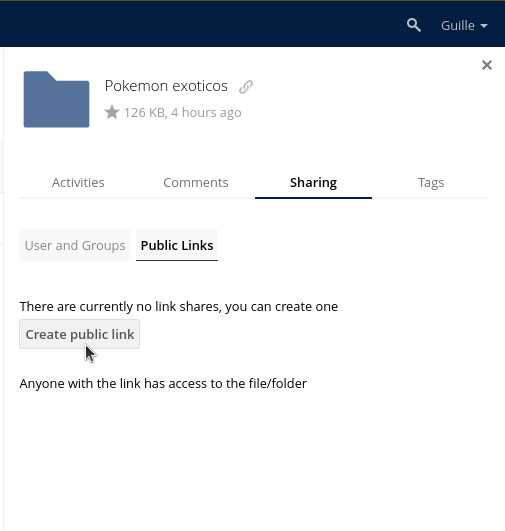 Guille
Pokemon exoticos
126 KB, 4 hours ago
Activities Comments Sharing Tags
User and Groups Public Links
There are currently no link shares, you can create one
Create public link
Anyone with the link has access to the file/folder